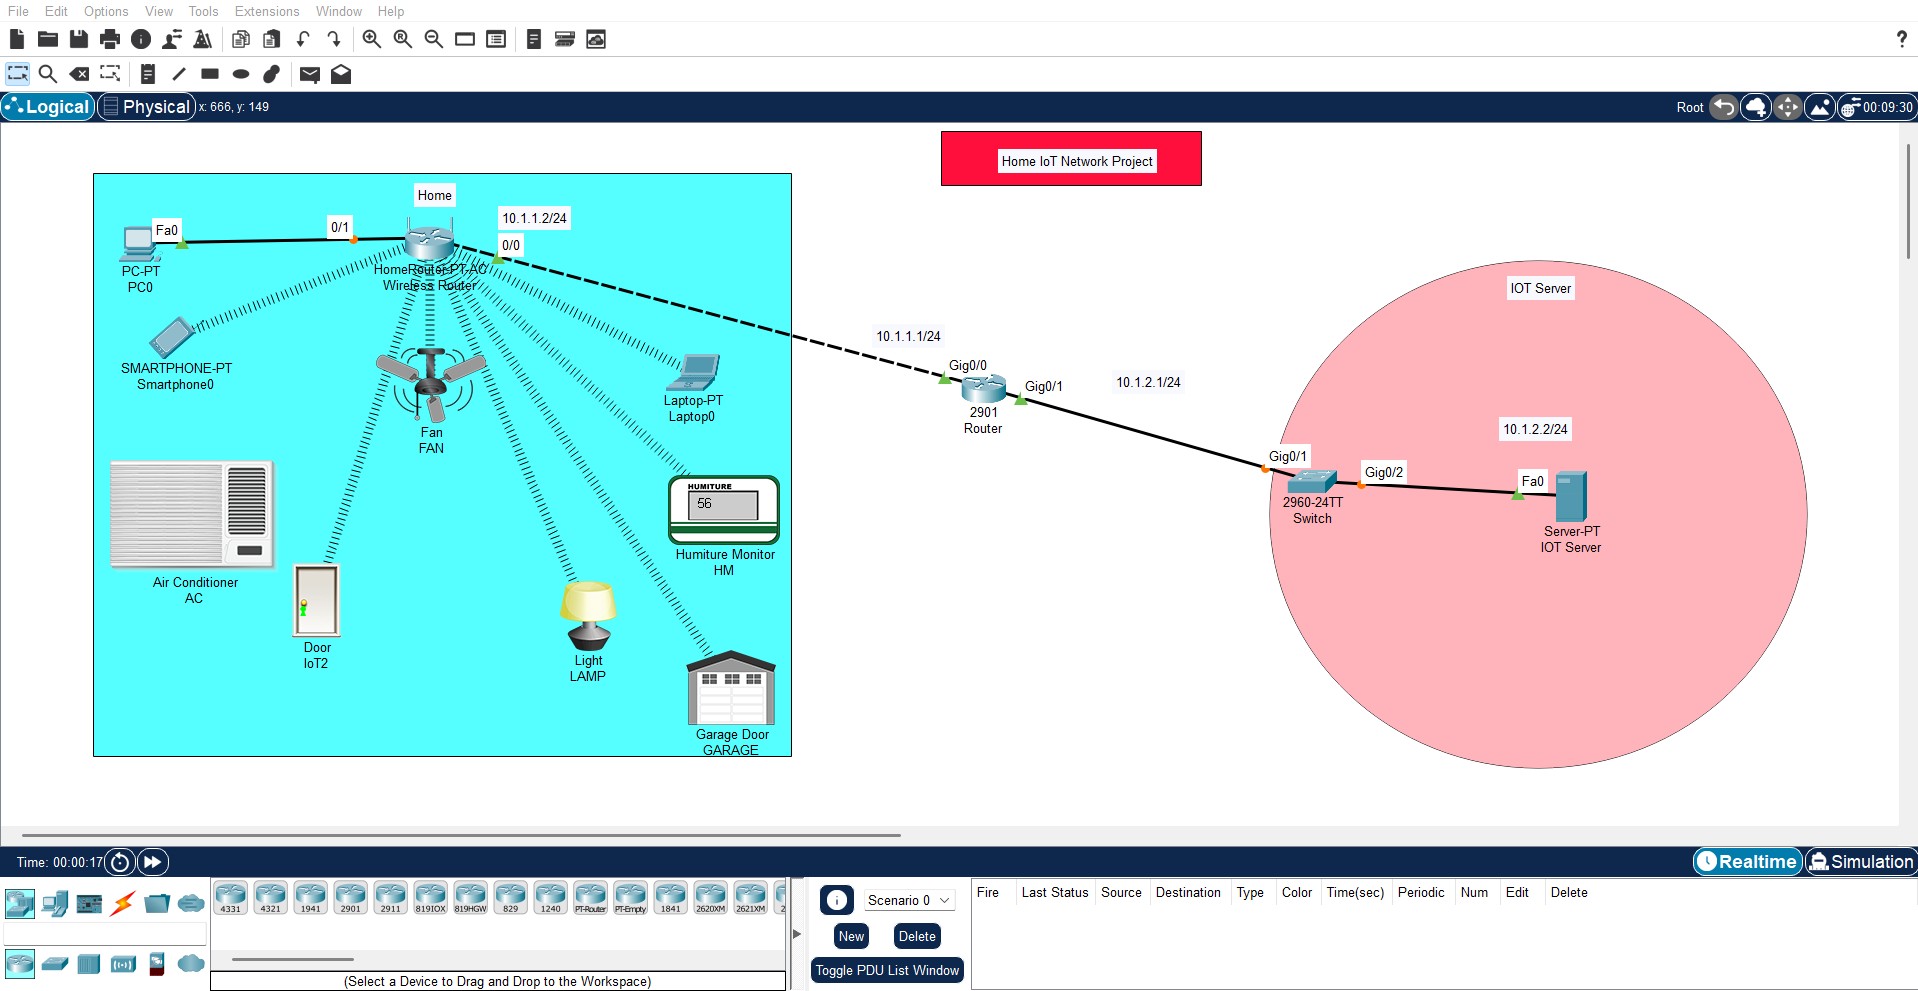 File Edit Options View Tools Extensions Window Help
?
Logical Physical x: 666, y: 149 Root 00:09:30
Home IoT Network Project
Home
10.1.1.2/24
Fa0
0/1
0/0
PC-PT
PC0
HomeRouter-PT-AC
Wireless Router
IOT Server
10.1.1.1/24
SMARTPHONE-PT
Smartphone0
Gig0/0
Gig0/1
10.1.2.1/24
Laptop-PT
Laptop0
2901
Router
Fan
FAN
10.1.2.2/24
Gig0/1
Gig0/2
Fa0
HUMITURE
56
2960-24TT
Switch
Server-PT
IOT Server
Humiture Monitor
HM
Air Conditioner
AC
Door
IoT2
Light
LAMP
Garage Door
GARAGE
Time: 00:00:17 Realtime Simulation
4331 4321 1941 2901 2911 819IOX 819HGW 829 1240 PT-Router PT-Empty 1841 2620XM 2621XM 2
(Select a Device to Drag and Drop to the Workspace)
Scenario 0
New Delete
Toggle PDU List Window
Fire Last Status Source Destination Type Color Time(sec) Periodic Num Edit Delete